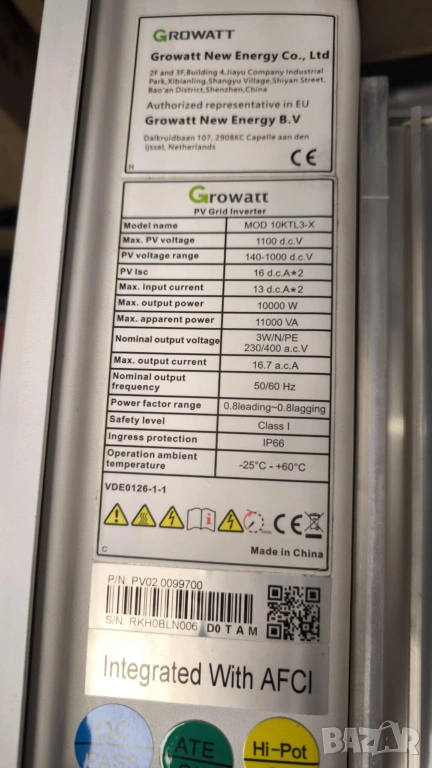 GROWATT
Growatt New Energy Co., Ltd
2F and 3F,Building 4,Jiayu Company Industrial
Park,Xibianling,Shangyu Village,Shiyan Street,
Bao'an District,Shenzhen,China
Authorized representative in EU
Growatt New Energy B.V
Dalkruidbaan 107, 2908KC Capelle aan den
Ijssel, Netherlands
H
CE
Growatt
PV Grid Inverter
Model name MOD 10KTL3-X
Max. PV voltage 1100 d.c.V
PV voltage range 140-1000 d.c.V
PV Isc 16 d.c.A*2
Max. input current 13 d.c.A*2
Max. output power 10000 W
Max. apparent power 11000 VA
Nominal output voltage 3W/N/PE
230/400 a.c.V
Max. output current 16.7 a.c.A
Nominal output
frequency 50/60 Hz
Power factor range 0.8leading~0.8lagging
Safety level Class I
Ingress protection IP66
Operation ambient
temperature -25°C - +60°C
VDE0126-1-1
CE
C Made in China
P/N: PV02.0099700
S/N: RKH0BLN006 D0 T A M
Integrated With AFCI
QC
PASS
ATE
Hi-Pot
BAZAR.BG